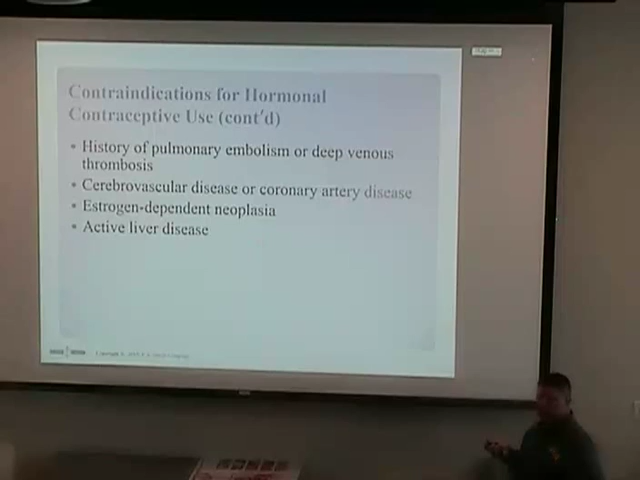 Contraindications for Hormonal
Contraceptive Use (cont'd)
• History of pulmonary embolism or deep venous
thrombosis
• Cerebrovascular disease or coronary artery disease
• Estrogen-dependent neoplasia
• Active liver disease
Copyright ©